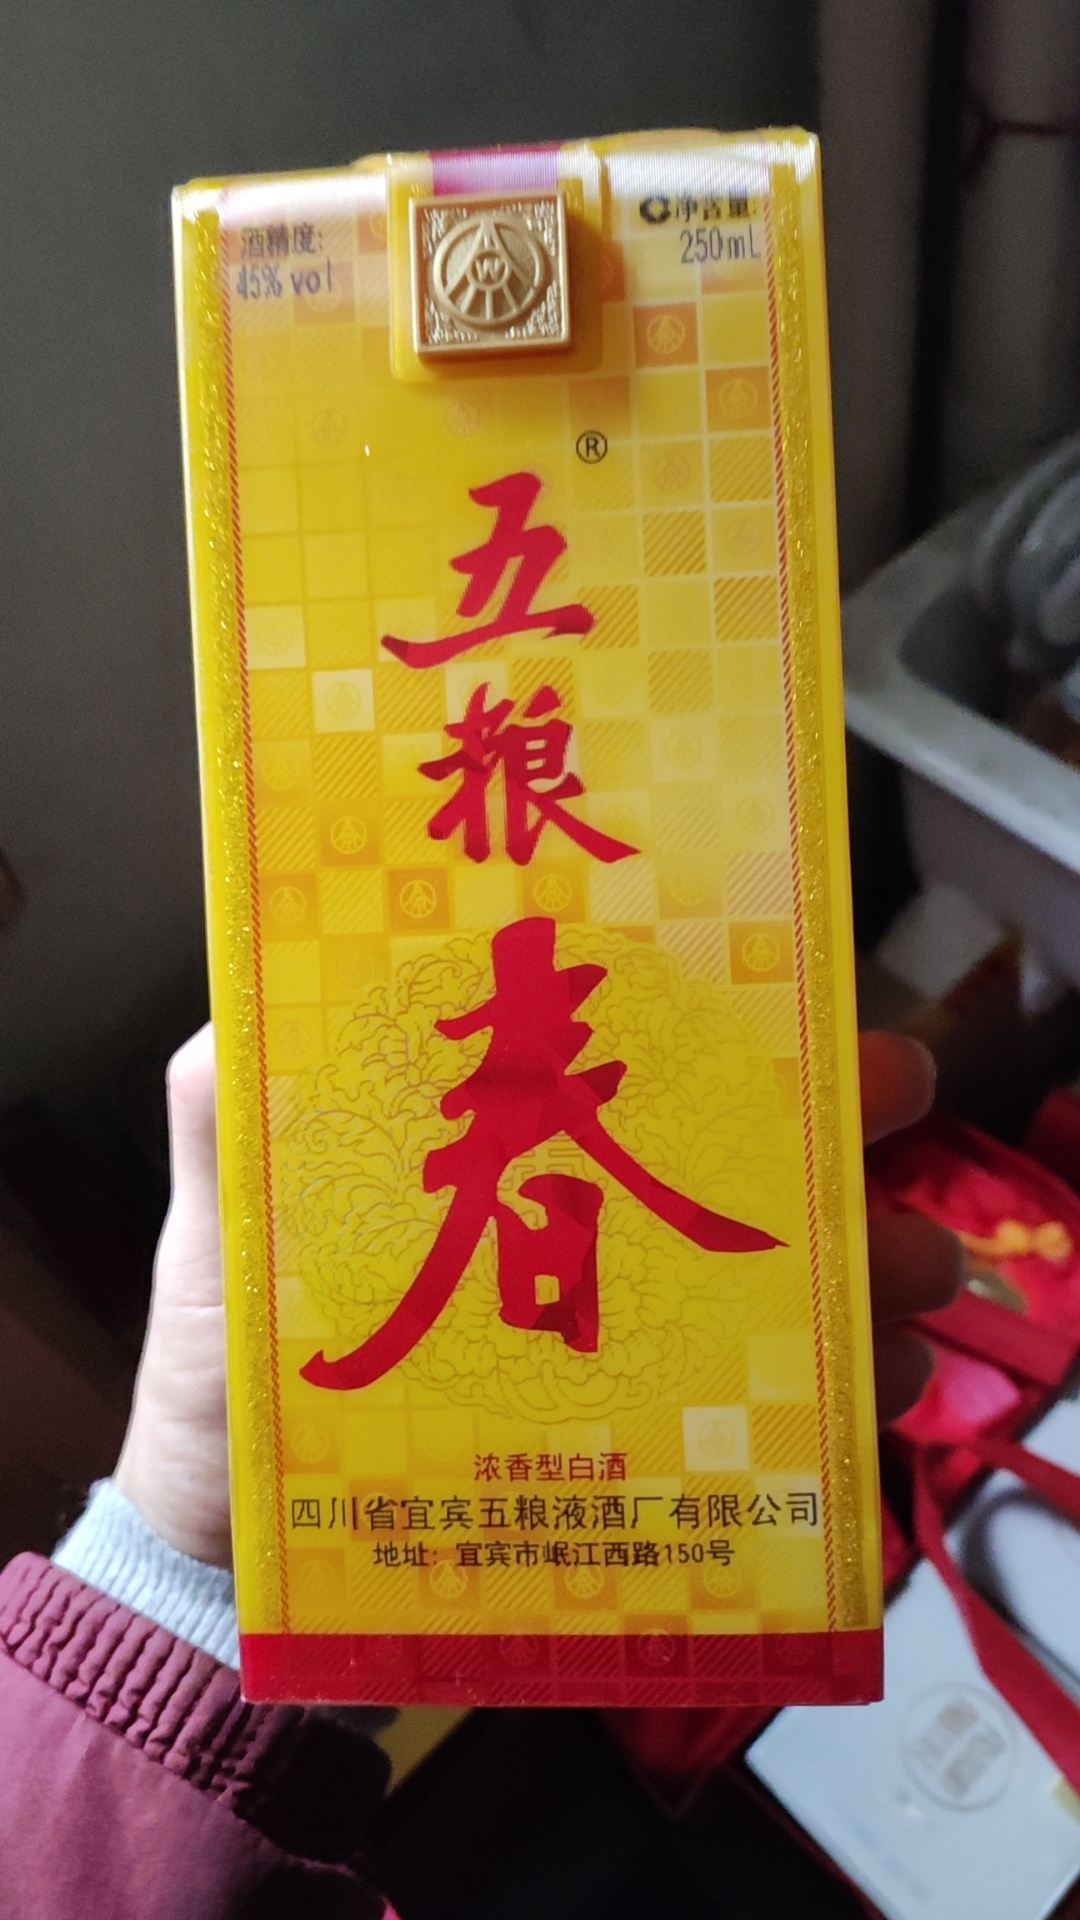 酒精度:
45% vol
净含量:
250mL
W
®
五
粮
春
浓香型白酒
四川省宜宾五粮液酒厂有限公司
地址: 宜宾市岷江西路150号